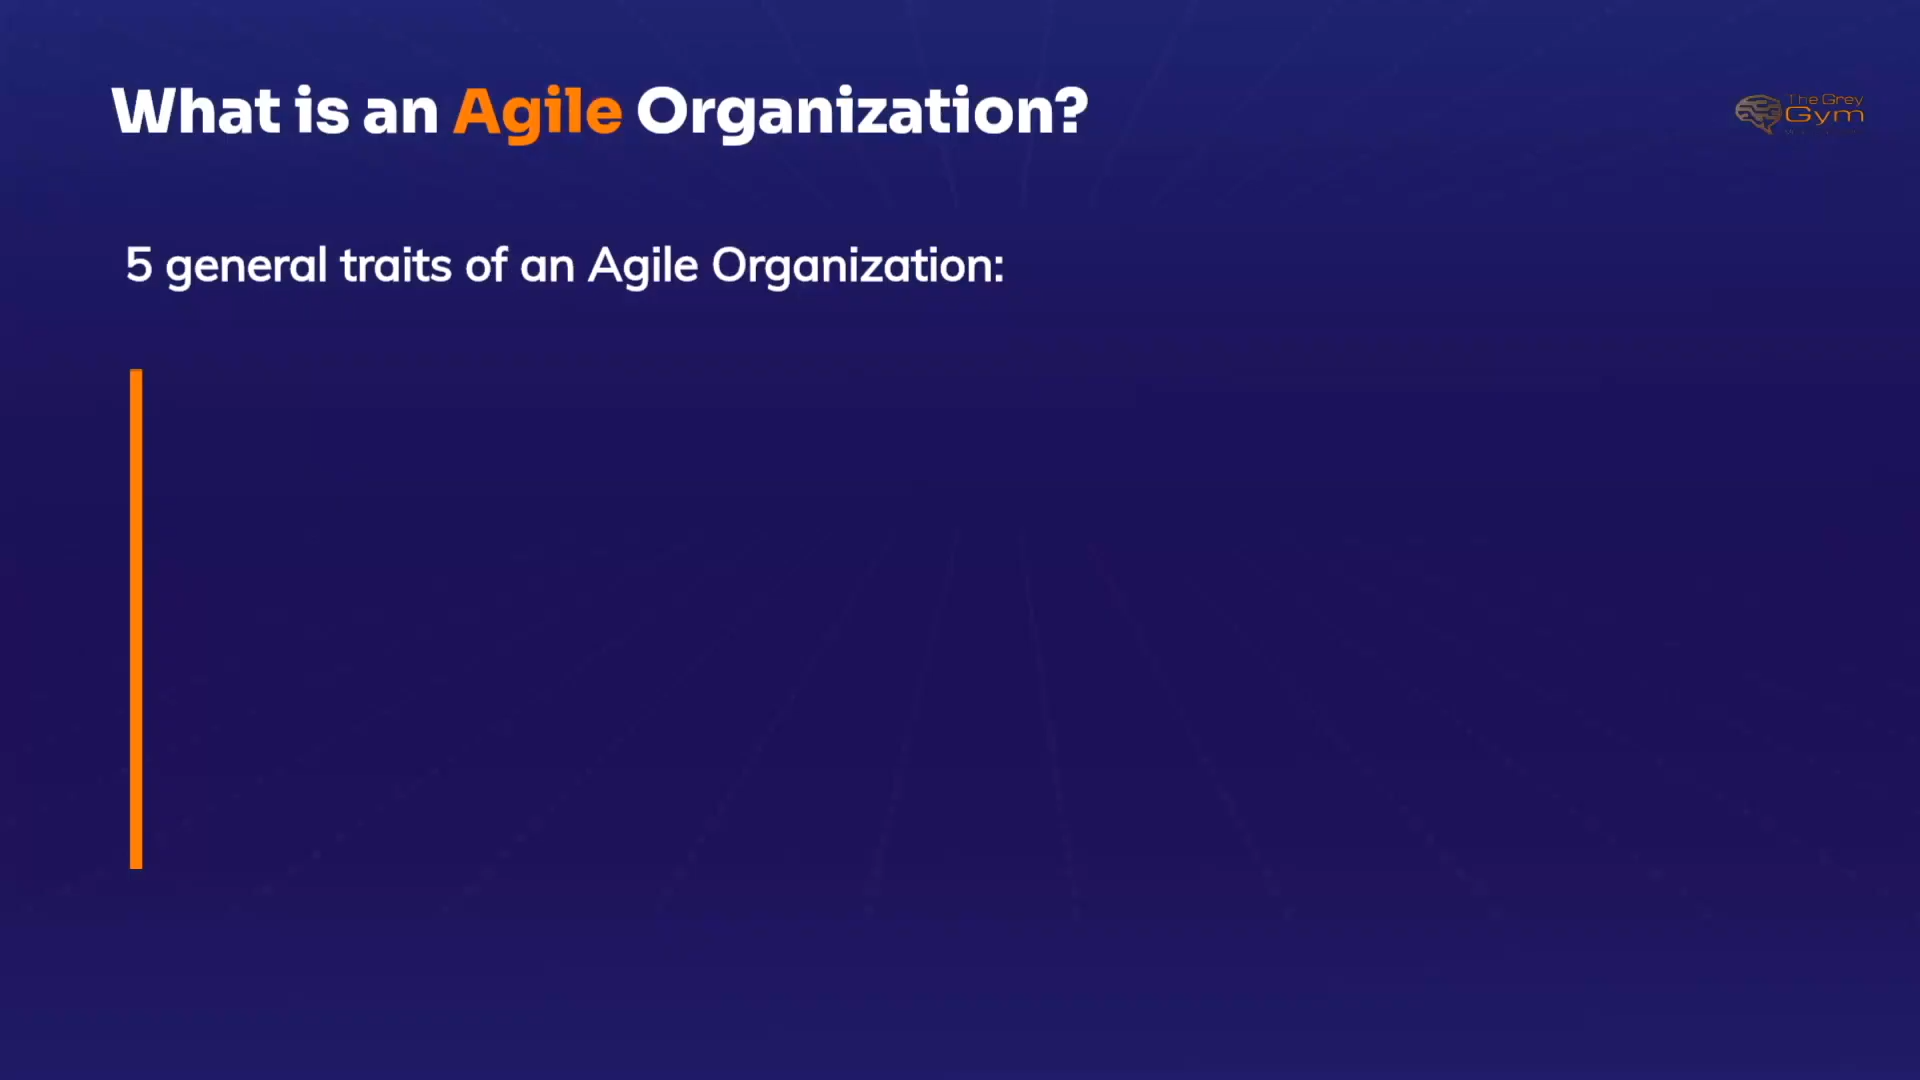 What is an Agile Organization?
The Grey
Gym
5 general traits of an Agile Organization: